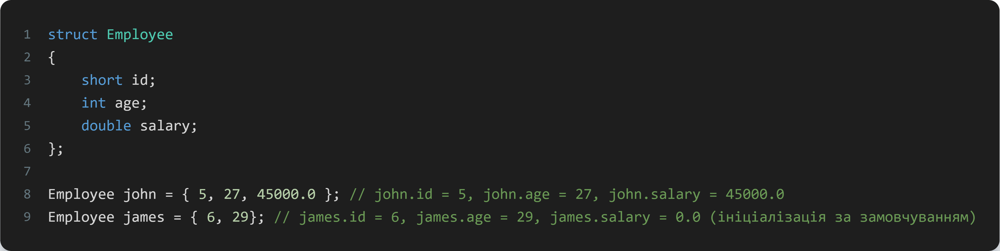 1 struct Employee
2 {
3     short id;
4     int age;
5     double salary;
6 };
7
8 Employee john = { 5, 27, 45000.0 }; // john.id = 5, john.age = 27, john.salary = 45000.0
9 Employee james = { 6, 29}; // james.id = 6, james.age = 29, james.salary = 0.0 (ініціалізація за замовчуванням)